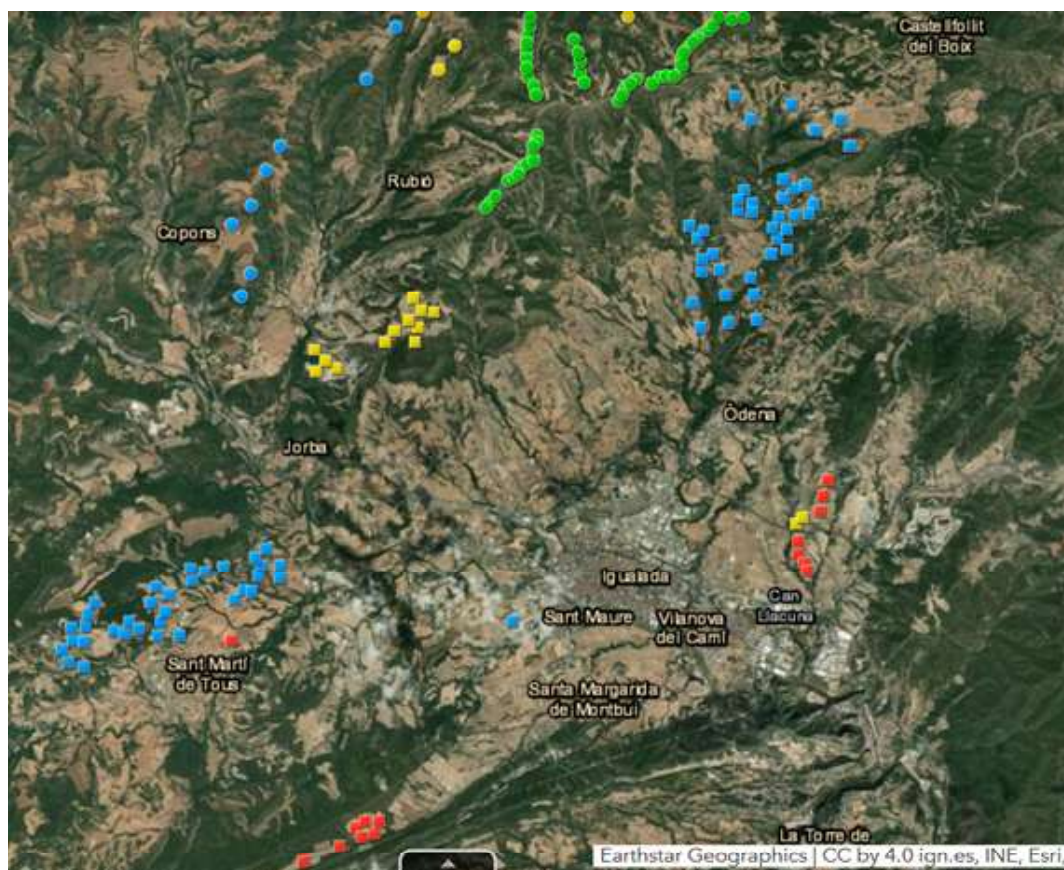 Castellfollit
del Boix
Rubió
Copons
Òdena
Jorba
Igualada
Can
Llacuna
Sant Maure
Vilanova
del Camí
Sant Martí
de Tous
Santa Margarida
de Montbui
La Torre de
Earthstar Geographics | CC by 4.0 ign.es, INE, Esri,